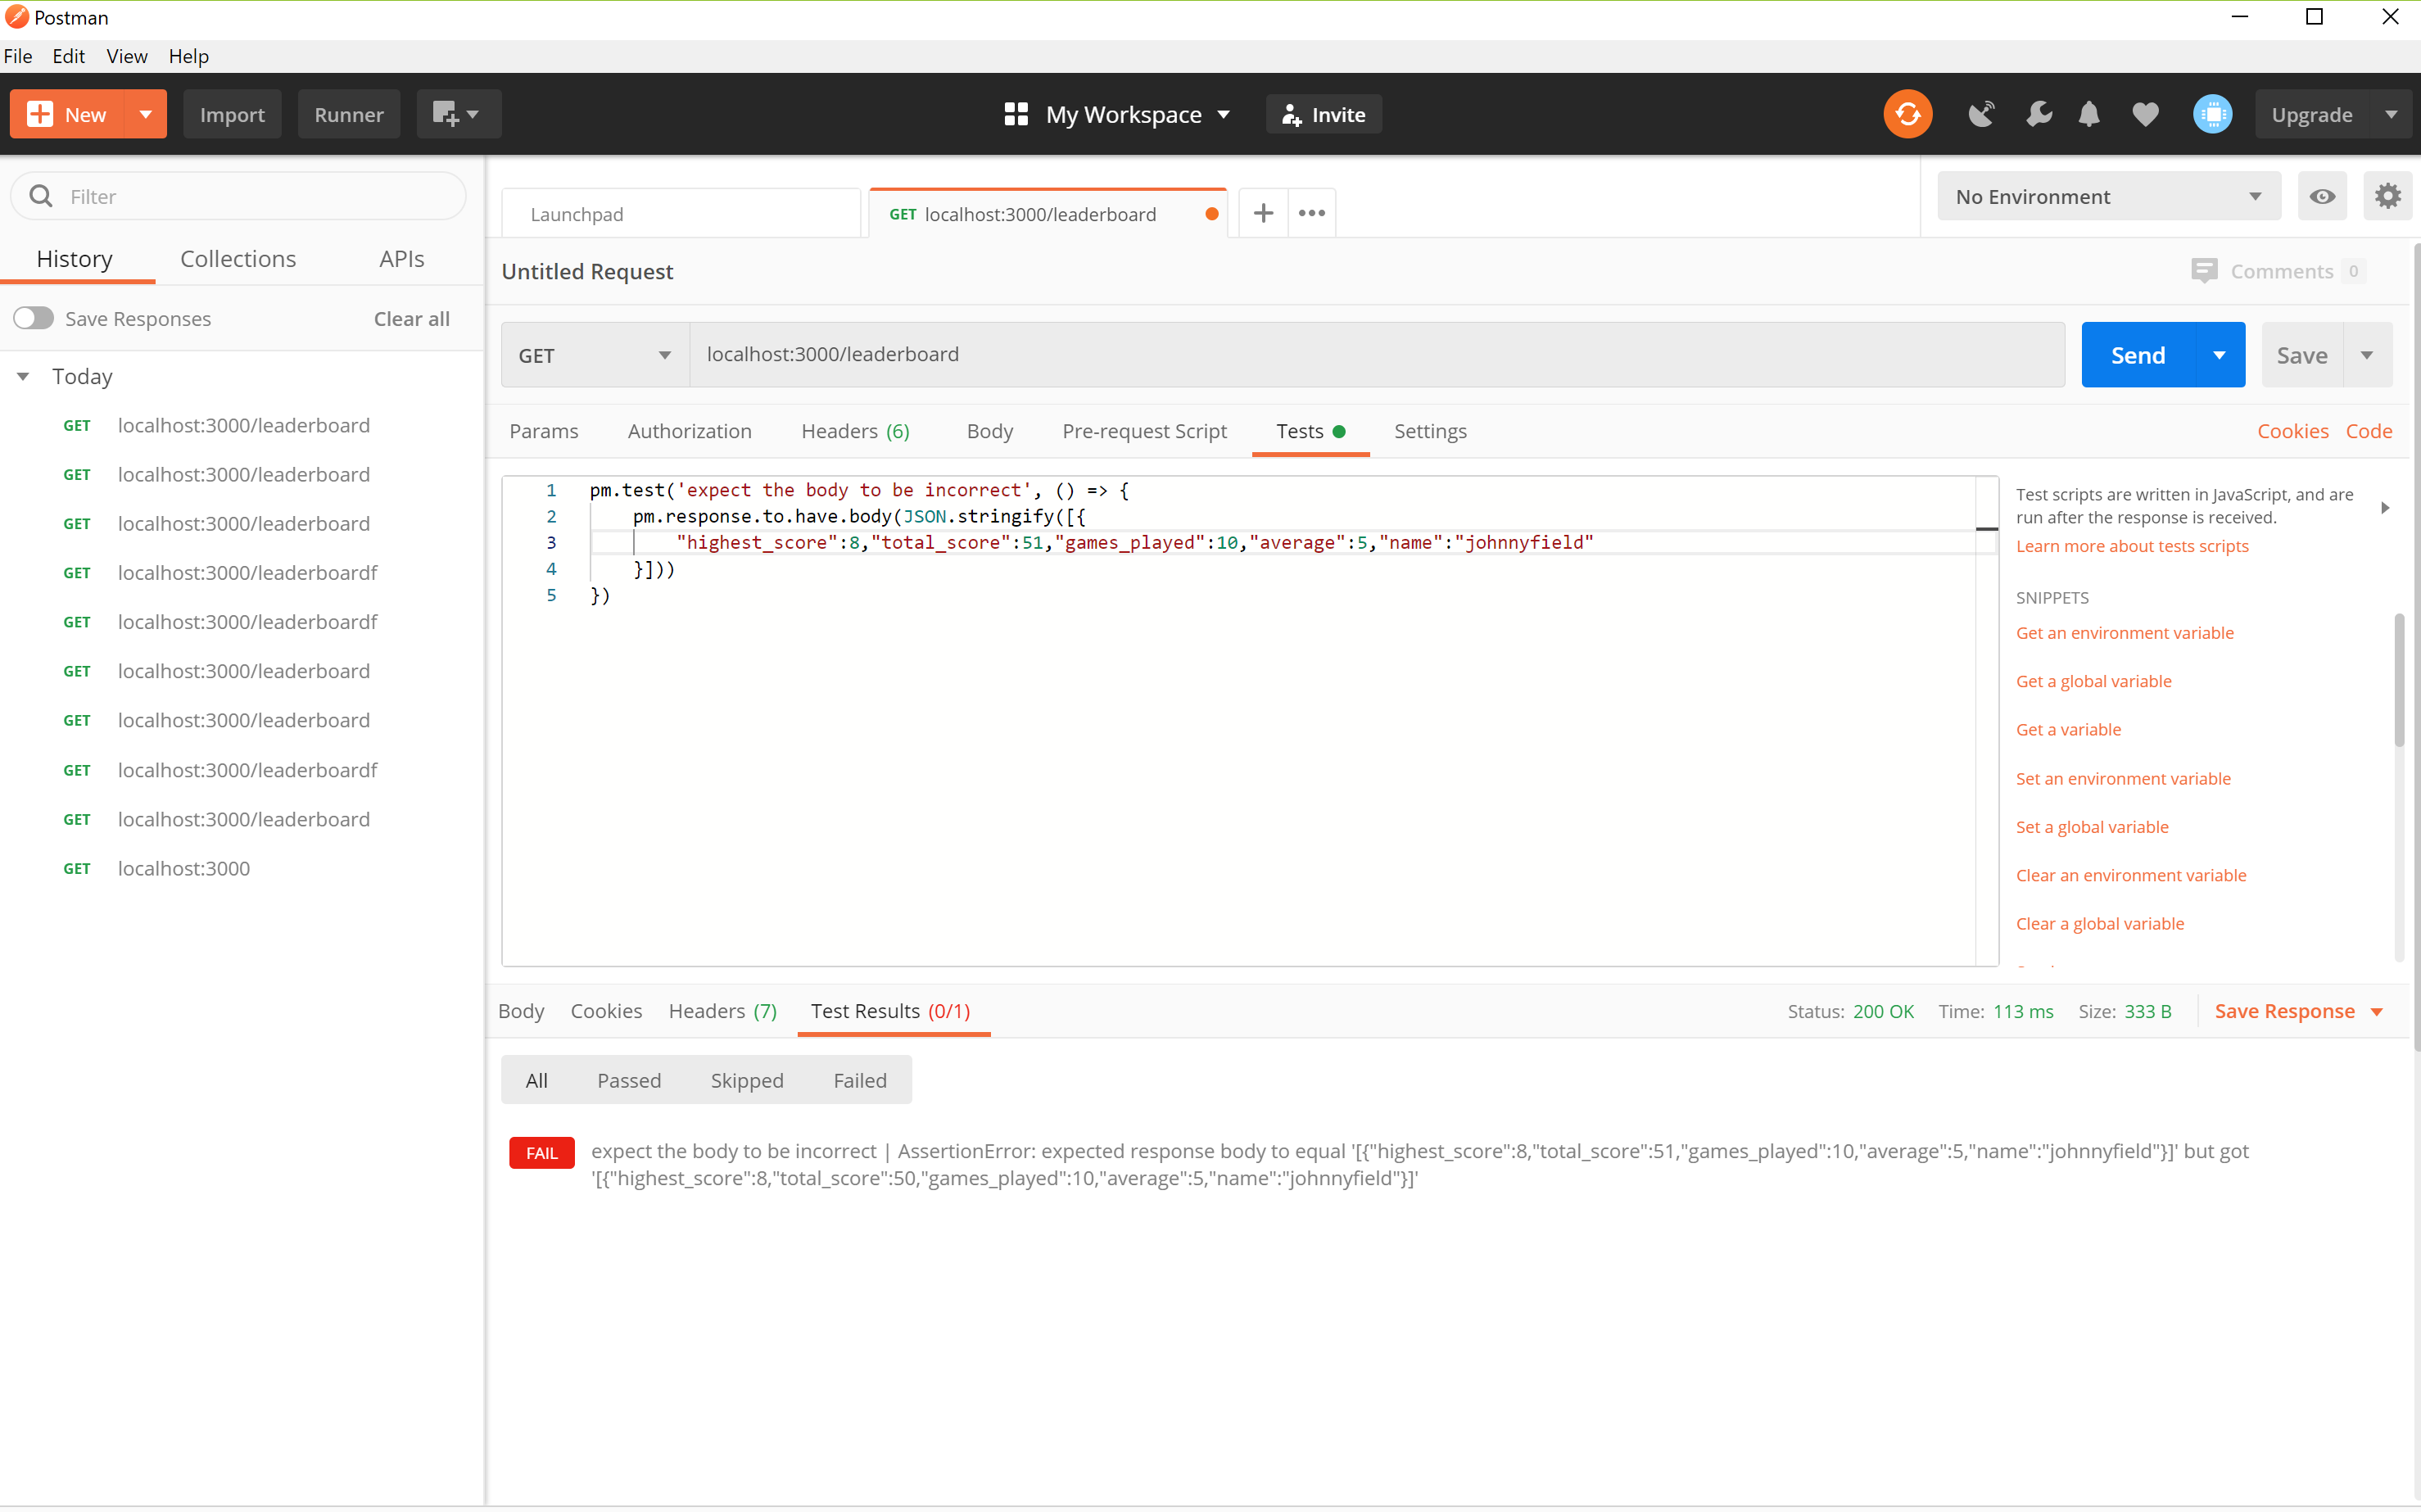 Postman
File Edit View Help
New Import Runner My Workspace Invite Upgrade
Filter
History Collections APIs
Save Responses Clear all
Today
GET localhost:3000/leaderboard
GET localhost:3000/leaderboard
GET localhost:3000/leaderboard
GET localhost:3000/leaderboardf
GET localhost:3000/leaderboardf
GET localhost:3000/leaderboard
GET localhost:3000/leaderboard
GET localhost:3000/leaderboardf
GET localhost:3000/leaderboard
GET localhost:3000
Launchpad GET localhost:3000/leaderboard No Environment
Untitled Request Comments 0
GET localhost:3000/leaderboard Send Save
Params Authorization Headers (6) Body Pre-request Script Tests Settings Cookies Code
1 pm.test('expect the body to be incorrect', () => {
2 pm.response.to.have.body(JSON.stringify([{
3 "highest_score":8,"total_score":51,"games_played":10,"average":5,"name":"johnnyfield"
4 }]))
5 })
Test scripts are written in JavaScript, and are
run after the response is received.
Learn more about tests scripts
SNIPPETS
Get an environment variable
Get a global variable
Get a variable
Set an environment variable
Set a global variable
Clear an environment variable
Clear a global variable
Body Cookies Headers (7) Test Results (0/1) Status: 200 OK Time: 113 ms Size: 333 B Save Response
All Passed Skipped Failed
FAIL expect the body to be incorrect | AssertionError: expected response body to equal '[{"highest_score":8,"total_score":51,"games_played":10,"average":5,"name":"johnnyfield"}]' but got
'[{"highest_score":8,"total_score":50,"games_played":10,"average":5,"name":"johnnyfield"}]'